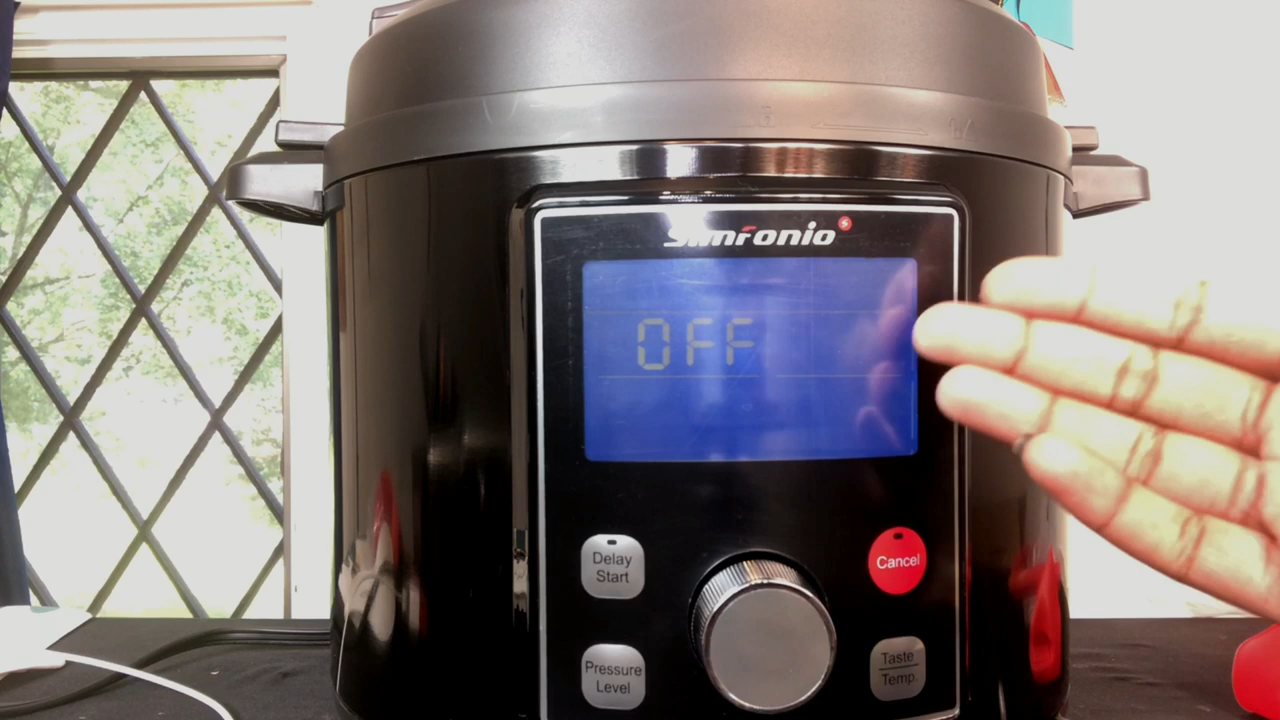 Simfonio
S
OFF
Delay
Start
Cancel
Pressure
Level
Taste
Temp.